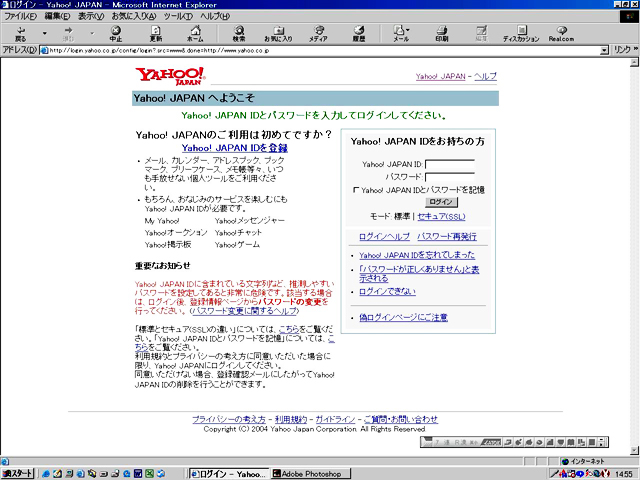 ログイン - Yahoo! JAPAN - Microsoft Internet Explorer
ファイル(F) 編集(E) 表示(V) お気に入り(A) ツール(T) ヘルプ(H)
戻る 中止 更新 ホーム 検索 お気に入り メディア 履歴 メール 印刷 編集 ディスカッション Realcom
アドレス(D) http://login.yahoo.co.jp/config/login?.src=www&.done=http://www.yahoo.co.jp リンク »
YAHOO! JAPAN
Yahoo! JAPAN - ヘルプ
Yahoo! JAPAN へようこそ
Yahoo! JAPAN IDとパスワードを入力してログインしてください。
Yahoo! JAPANのご利用は初めてですか？
Yahoo! JAPAN IDを登録
• メール、カレンダー、アドレスブック、ブック
マーク、ブリーフケース、メモ帳等々、いつ
も手放せない個人ツールをご利用くださ
い。
• もちろん、おなじみのサービスを楽しむにも
Yahoo! JAPAN IDが必要です。
My Yahoo! Yahoo!メッセンジャー
Yahoo!オークション Yahoo!チャット
Yahoo!掲示板 Yahoo!ゲーム
重要なお知らせ
Yahoo! JAPAN IDに含まれている文字列など、推測しやすい
パスワードを設定してあると非常に危険です。該当する場合
は、ログイン後、登録情報ページからパスワードの変更を
行ってください。(パスワード変更に関するヘルプ)
「標準とセキュア(SSL)の違い」については、こちらをご覧くだ
さい。「Yahoo! JAPAN IDとパスワードを記憶」については、こ
ちらをご覧ください。
利用規約とプライバシーの考え方に同意いただいた場合に
限り、Yahoo! JAPANにログインしてください。
同意いただけない場合、登録確認メールにしたがってYahoo!
JAPAN IDの削除を行うことができます。
Yahoo! JAPAN IDをお持ちの方
Yahoo! JAPAN ID:
パスワード:
Yahoo! JAPAN IDとパスワードを記憶
ログイン
モード: 標準 | セキュア(SSL)
ログインヘルプ パスワード再発行
• Yahoo! JAPAN IDを忘れてしまった
• 「パスワードが正しくありません」と表
示される
• ログインできない
• 偽ログインページにご注意
プライバシーの考え方 - 利用規約 - ガイドライン - ご質問・お問い合わせ
Copyright (C) 2004 Yahoo Japan Corporation. All Rights Reserved.
インターネット
スタート ログイン - Yahoo... Adobe Photoshop 14:55